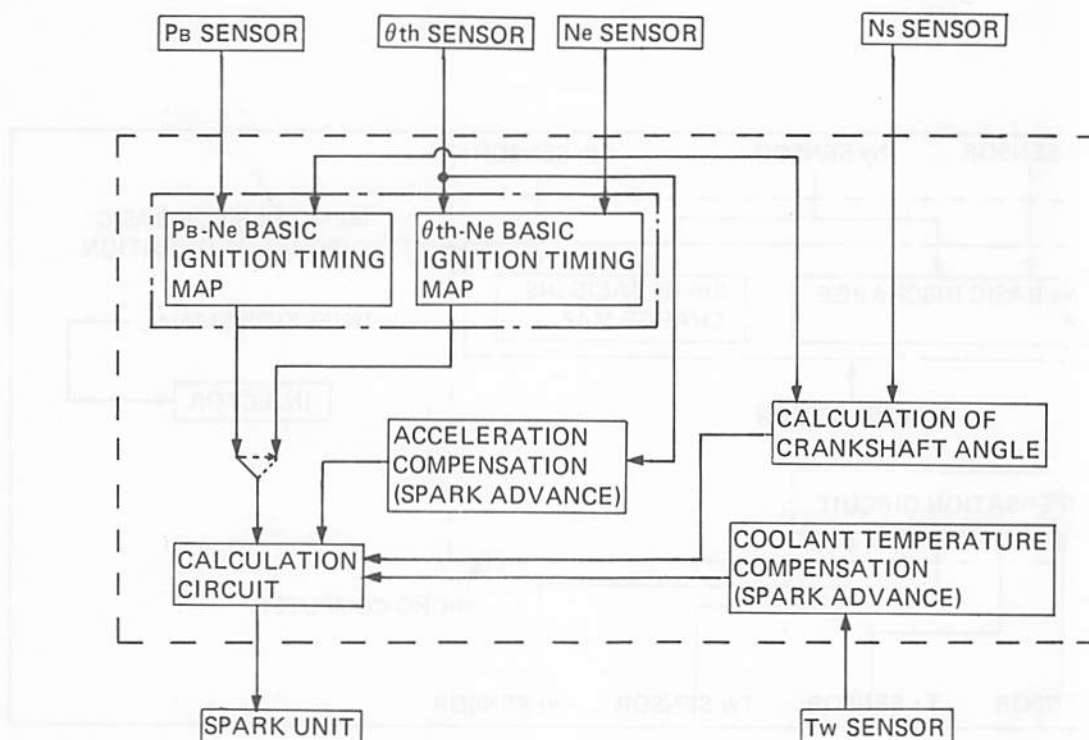 PB SENSOR
θth SENSOR
Ne SENSOR
Ns SENSOR
PB-Ne BASIC
IGNITION TIMING
MAP
θth-Ne BASIC
IGNITION TIMING
MAP
ACCELERATION
COMPENSATION
(SPARK ADVANCE)
CALCULATION OF
CRANKSHAFT ANGLE
CALCULATION
CIRCUIT
COOLANT TEMPERATURE
COMPENSATION
(SPARK ADVANCE)
SPARK UNIT
Tw SENSOR